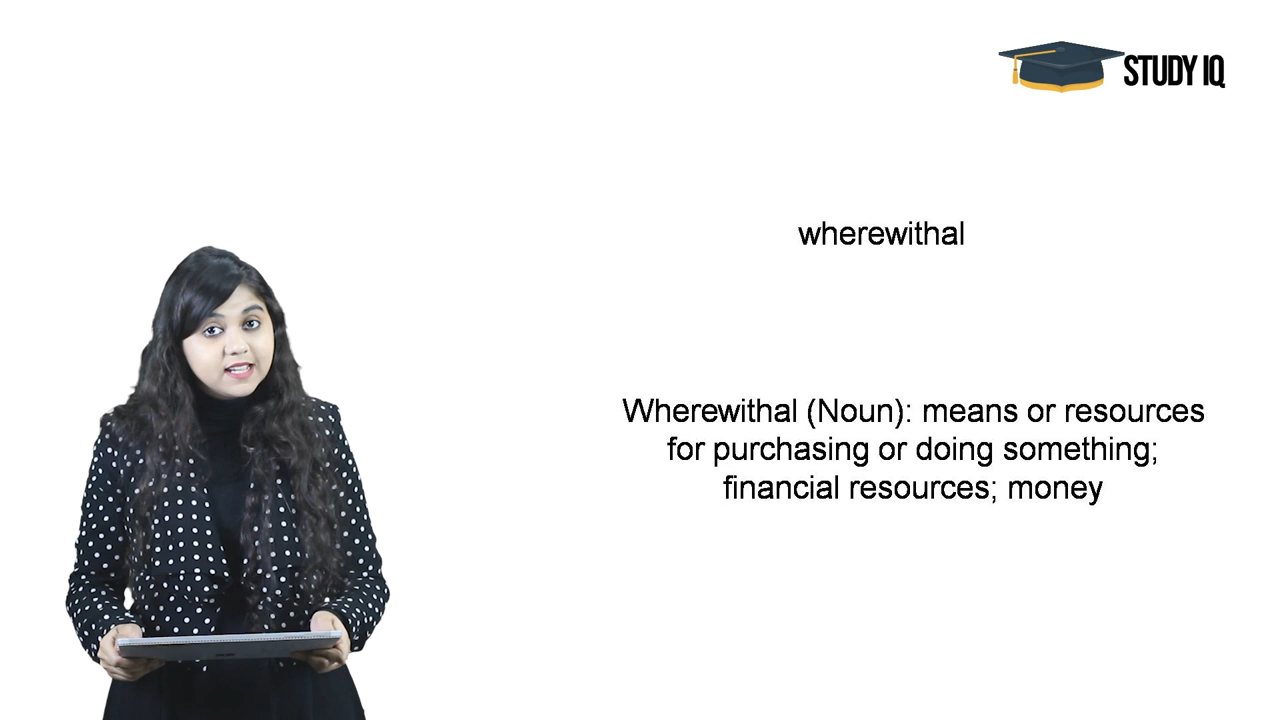 STUDY IQ
wherewithal
Wherewithal (Noun): means or resources
for purchasing or doing something;
financial resources; money